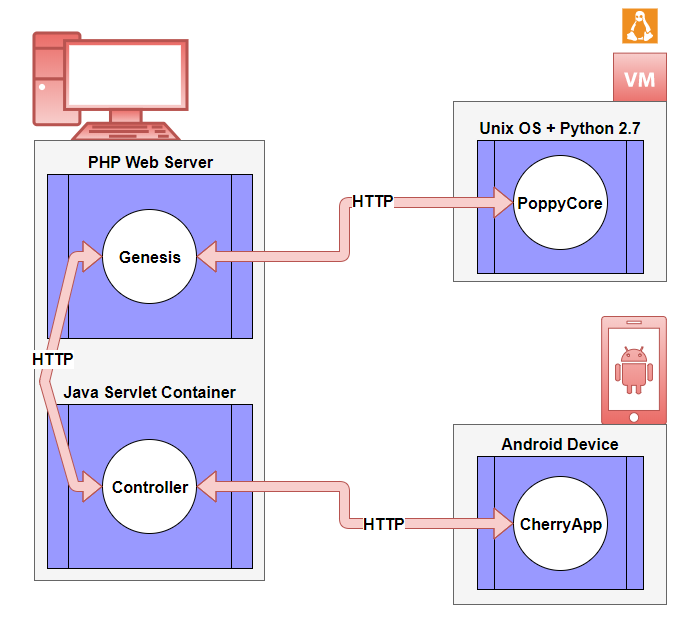 VM
PHP Web Server
Unix OS + Python 2.7
Genesis
HTTP
PoppyCore
HTTP
Java Servlet Container
Controller
Android Device
HTTP
CherryApp